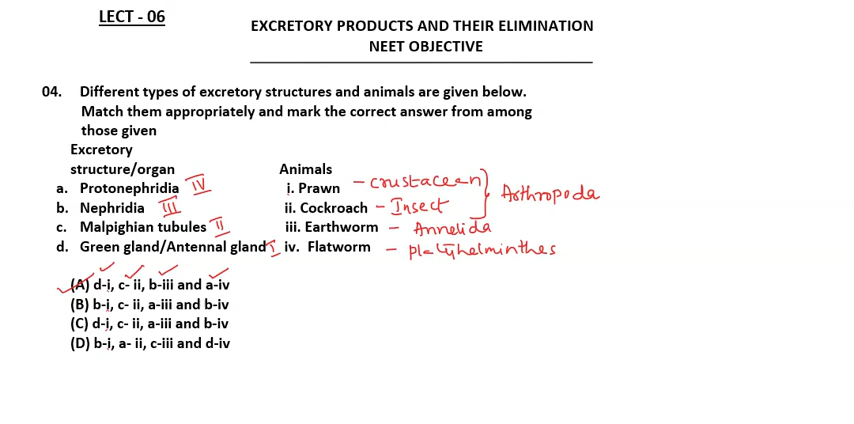 LECT - 06
EXCRETORY PRODUCTS AND THEIR ELIMINATION
NEET OBJECTIVE
04. Different types of excretory structures and animals are given below.
Match them appropriately and mark the correct answer from among
those given
Excretory
structure/organ Animals
a. Protonephridia IV i. Prawn - crustacean
b. Nephridia III ii. Cockroach - Insect } Arthropoda
c. Malpighian tubules II iii. Earthworm - Annelida
d. Green gland/Antennal gland I iv. Flatworm - platyhelminthes
(A) d-i, c- ii, b-iii and a-iv
(B) b-i, c- ii, a-iii and b-iv
(C) d-i, c- ii, a-iii and b-iv
(D) b-i, a- ii, c-iii and d-iv